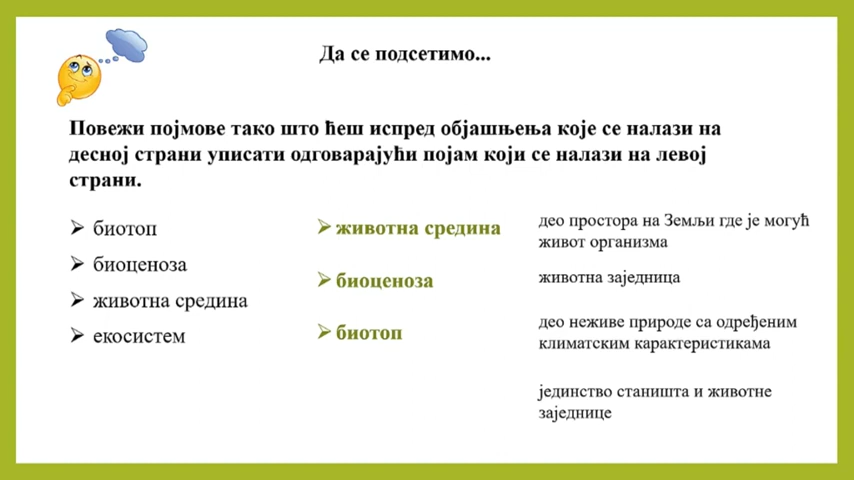 Да се подсетимо...
Повежи појмове тако што ћеш испред објашњења које се налази на
десној страни уписати одговарајући појам који се налази на левој
страни.
биотоп
биоценоза
животна средина
екосистем
животна средина
биоценоза
биотоп
део простора на Земљи где је могућ
живот организма
животна заједница
део неживе природе са одређеним
климатским карактеристикама
јединство станишта и животне
заједнице